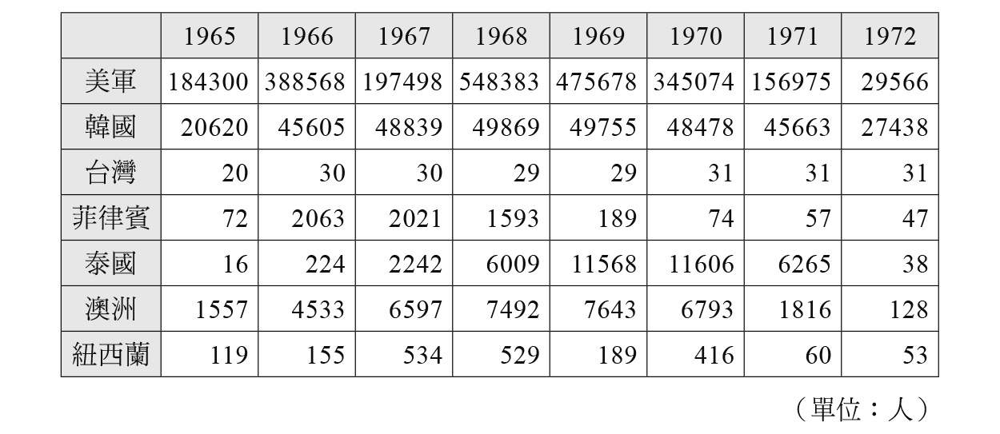 1965 1966 1967 1968 1969 1970 1971 1972
美軍 184300 388568 197498 548383 475678 345074 156975 29566
韓國 20620 45605 48839 49869 49755 48478 45663 27438
台灣 20 30 30 29 29 31 31 31
菲律賓 72 2063 2021 1593 189 74 57 47
泰國 16 224 2242 6009 11568 11606 6265 38
澳洲 1557 4533 6597 7492 7643 6793 1816 128
紐西蘭 119 155 534 529 189 416 60 53
（單位：人）